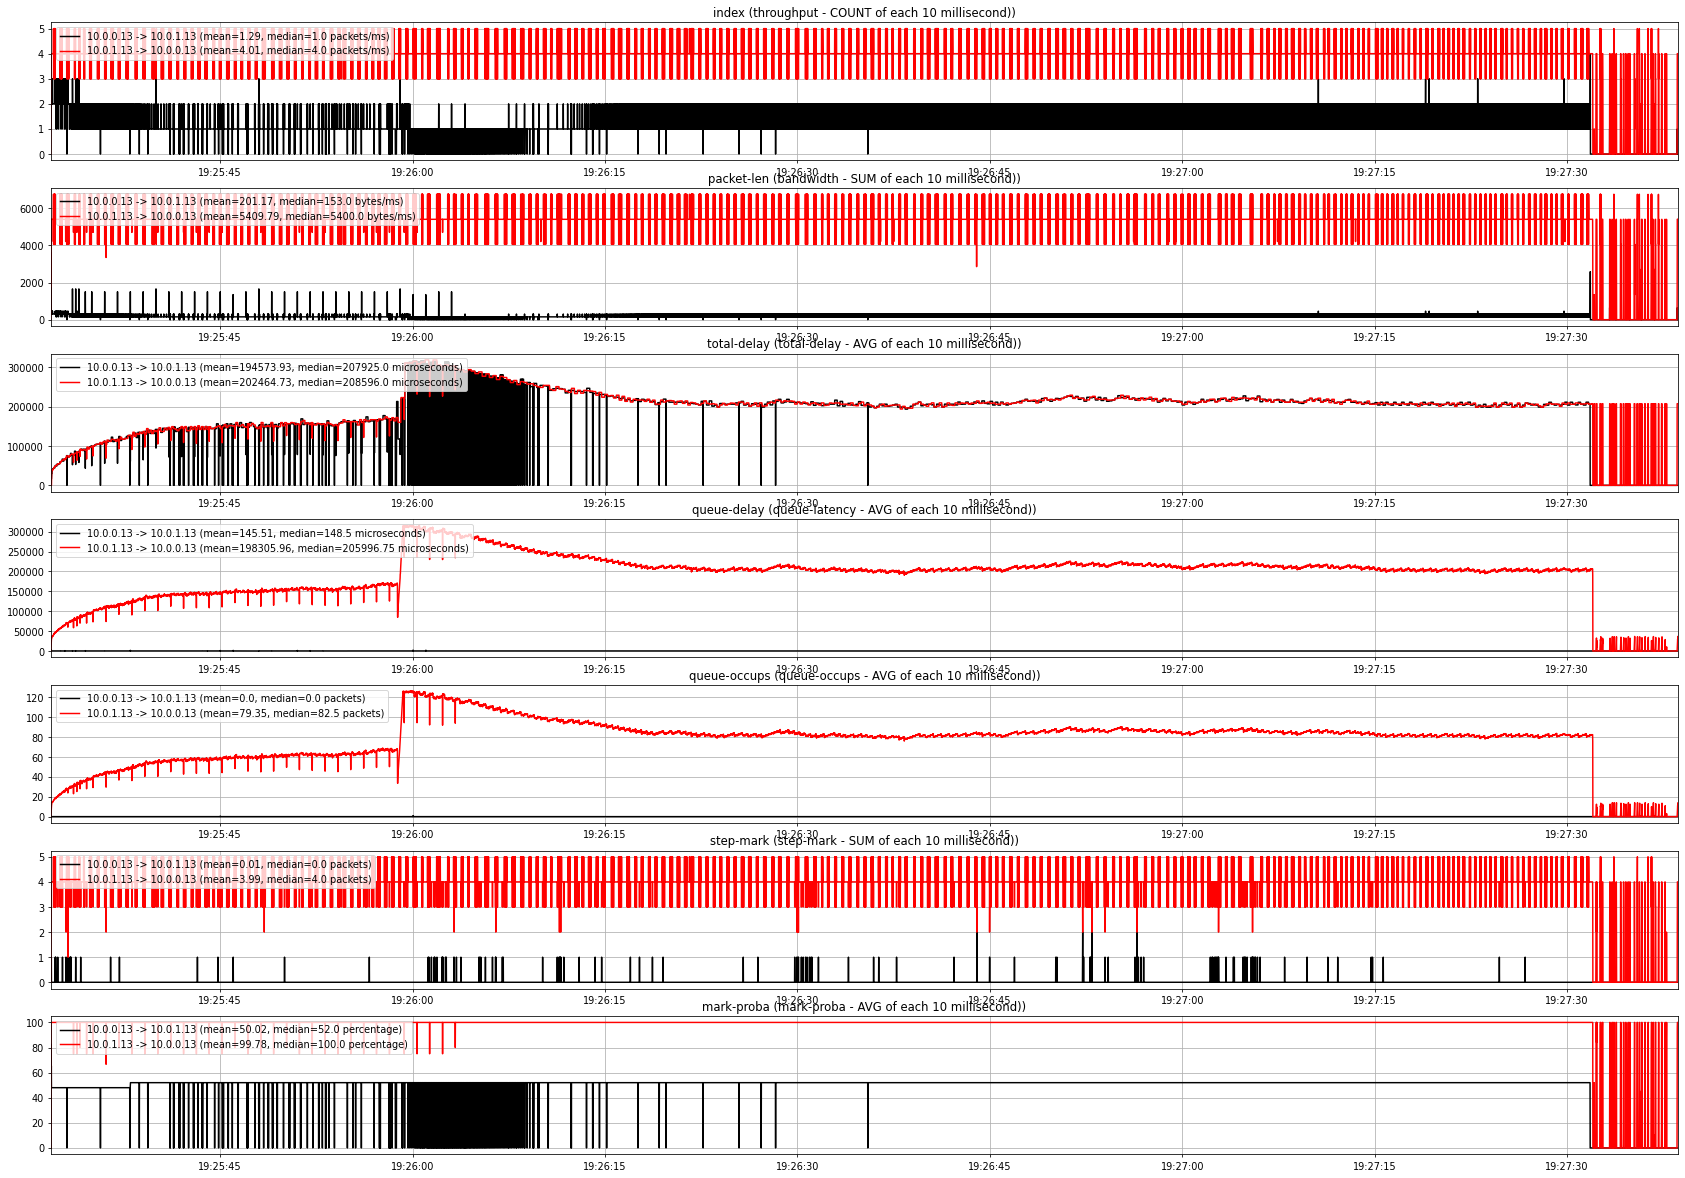 index (throughput - COUNT of each 10 millisecond))
5
10.0.0.13 -> 10.0.1.13 (mean=1.29, median=1.0 packets/ms)
10.0.1.13 -> 10.0.0.13 (mean=4.01, median=4.0 packets/ms)
4
3
2
1
0
19:25:45 19:26:00 19:26:15 19:26:30 19:26:45 19:27:00 19:27:15 19:27:30
packet-len (bandwidth - SUM of each 10 millisecond))
10.0.0.13 -> 10.0.1.13 (mean=201.17, median=153.0 bytes/ms)
6000
10.0.1.13 -> 10.0.0.13 (mean=5409.79, median=5400.0 bytes/ms)
4000
2000
0
19:25:45 19:26:00 19:26:15 19:26:30 19:26:45 19:27:00 19:27:15 19:27:30
total-delay (total-delay - AVG of each 10 millisecond))
300000
10.0.0.13 -> 10.0.1.13 (mean=194573.93, median=207925.0 microseconds)
10.0.1.13 -> 10.0.0.13 (mean=202464.73, median=208596.0 microseconds)
200000
100000
0
19:25:45 19:26:00 19:26:15 19:26:30 19:26:45 19:27:00 19:27:15 19:27:30
queue-delay (queue-latency - AVG of each 10 millisecond))
300000
10.0.0.13 -> 10.0.1.13 (mean=145.51, median=148.5 microseconds)
10.0.1.13 -> 10.0.0.13 (mean=198305.96, median=205996.75 microseconds)
250000
200000
150000
100000
50000
0
19:25:45 19:26:00 19:26:15 19:26:30 19:26:45 19:27:00 19:27:15 19:27:30
queue-occups (queue-occups - AVG of each 10 millisecond))
120
10.0.0.13 -> 10.0.1.13 (mean=0.0, median=0.0 packets)
10.0.1.13 -> 10.0.0.13 (mean=79.35, median=82.5 packets)
100
80
60
40
20
0
19:25:45 19:26:00 19:26:15 19:26:30 19:26:45 19:27:00 19:27:15 19:27:30
step-mark (step-mark - SUM of each 10 millisecond))
5
10.0.0.13 -> 10.0.1.13 (mean=0.01, median=0.0 packets)
10.0.1.13 -> 10.0.0.13 (mean=3.99, median=4.0 packets)
4
3
2
1
0
19:25:45 19:26:00 19:26:15 19:26:30 19:26:45 19:27:00 19:27:15 19:27:30
mark-proba (mark-proba - AVG of each 10 millisecond))
100
10.0.0.13 -> 10.0.1.13 (mean=50.02, median=52.0 percentage)
10.0.1.13 -> 10.0.0.13 (mean=99.78, median=100.0 percentage)
80
60
40
20
0
19:25:45 19:26:00 19:26:15 19:26:30 19:26:45 19:27:00 19:27:15 19:27:30